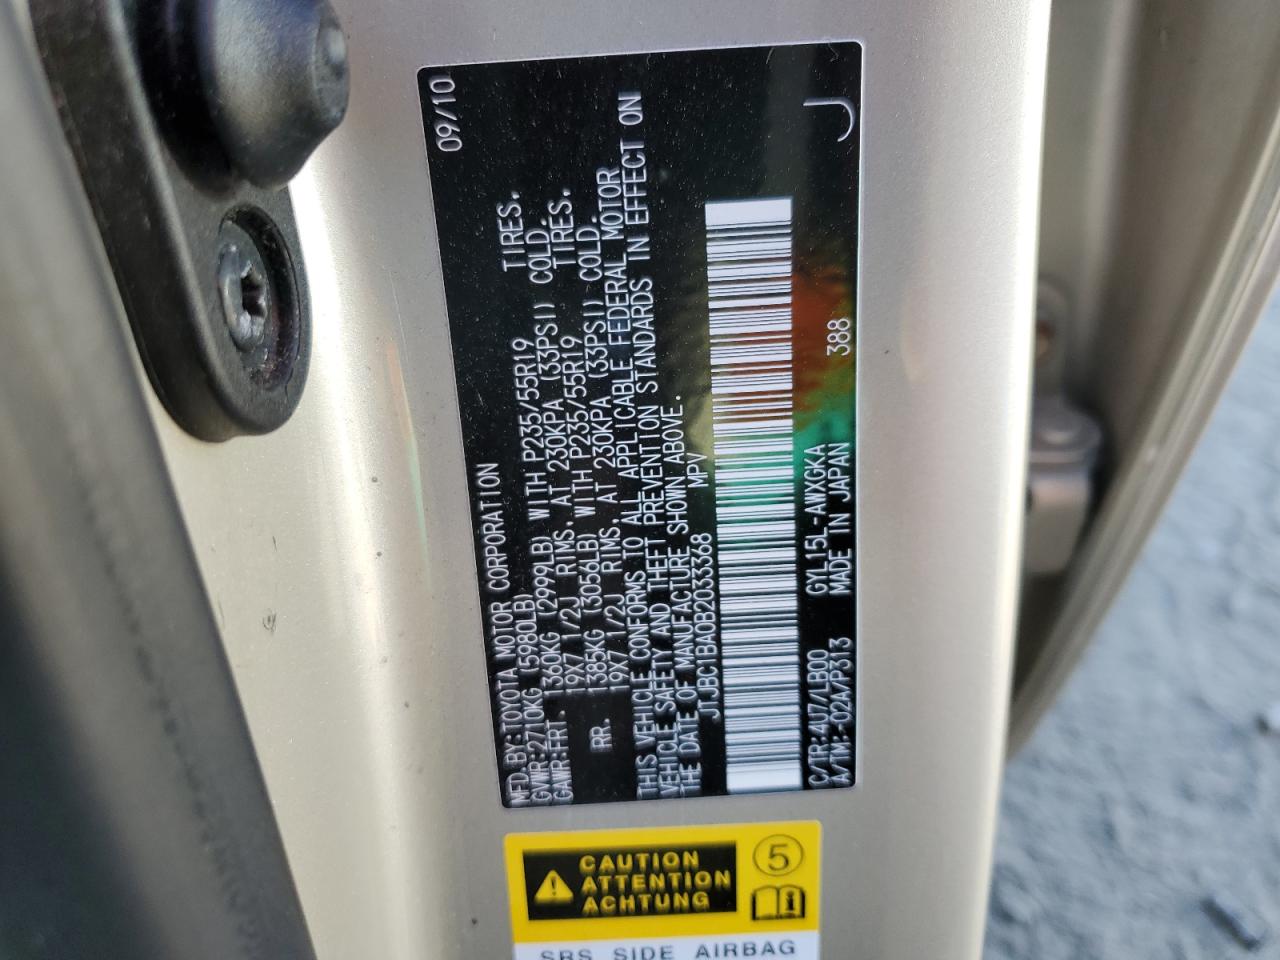 MFD.BY:TOYOTA MOTOR CORPORATION 09/10
GVWR:2710KG (5980LB)
GAWR:FRT. 1360KG (2999LB) WITH P235/55R19 TIRES.
19X7 1/2J RIMS. AT 230KPA (33PSI) COLD.
RR. 1385KG (3056LB) WITH P235/55R19 TIRES.
19X7 1/2J RIMS. AT 230KPA (33PSI) COLD.
THIS VEHICLE CONFORMS TO ALL APPLICABLE FEDERAL MOTOR
VEHICLE SAFETY AND THEFT PREVENTION STANDARDS IN EFFECT ON
THE DATE OF MANUFACTURE SHOWN ABOVE.
JTJBC1BA0B2033368 MPV
C/TR:4U7/LB00 GYL15L-AWXGKA
A/TM:-02A/P313 MADE IN JAPAN 388 J
CAUTION
ATTENTION
ACHTUNG
5
i
SRS SIDE AIRBAG